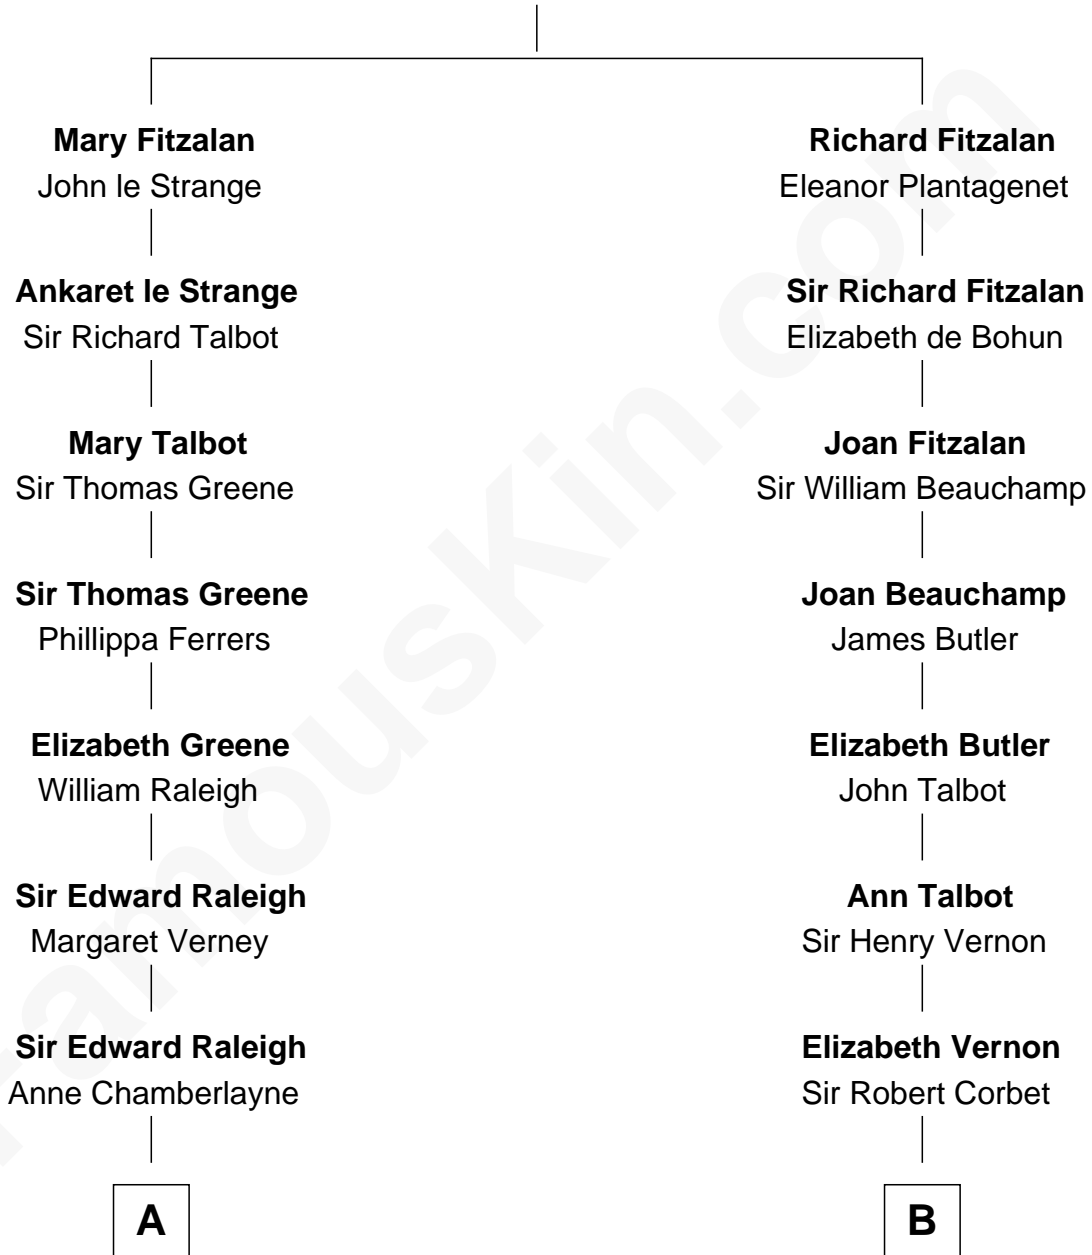 Mary Fitzalan
John le Strange
Richard Fitzalan
Eleanor Plantagenet
Ankaret le Strange
Sir Richard Talbot
Sir Richard Fitzalan
Elizabeth de Bohun
Mary Talbot
Sir Thomas Greene
Joan Fitzalan
Sir William Beauchamp
Sir Thomas Greene
Phillippa Ferrers
Joan Beauchamp
James Butler
Elizabeth Greene
William Raleigh
Elizabeth Butler
John Talbot
Sir Edward Raleigh
Margaret Verney
Ann Talbot
Sir Henry Vernon
Sir Edward Raleigh
Anne Chamberlayne
Elizabeth Vernon
Sir Robert Corbet
A
B
FamousKin.com